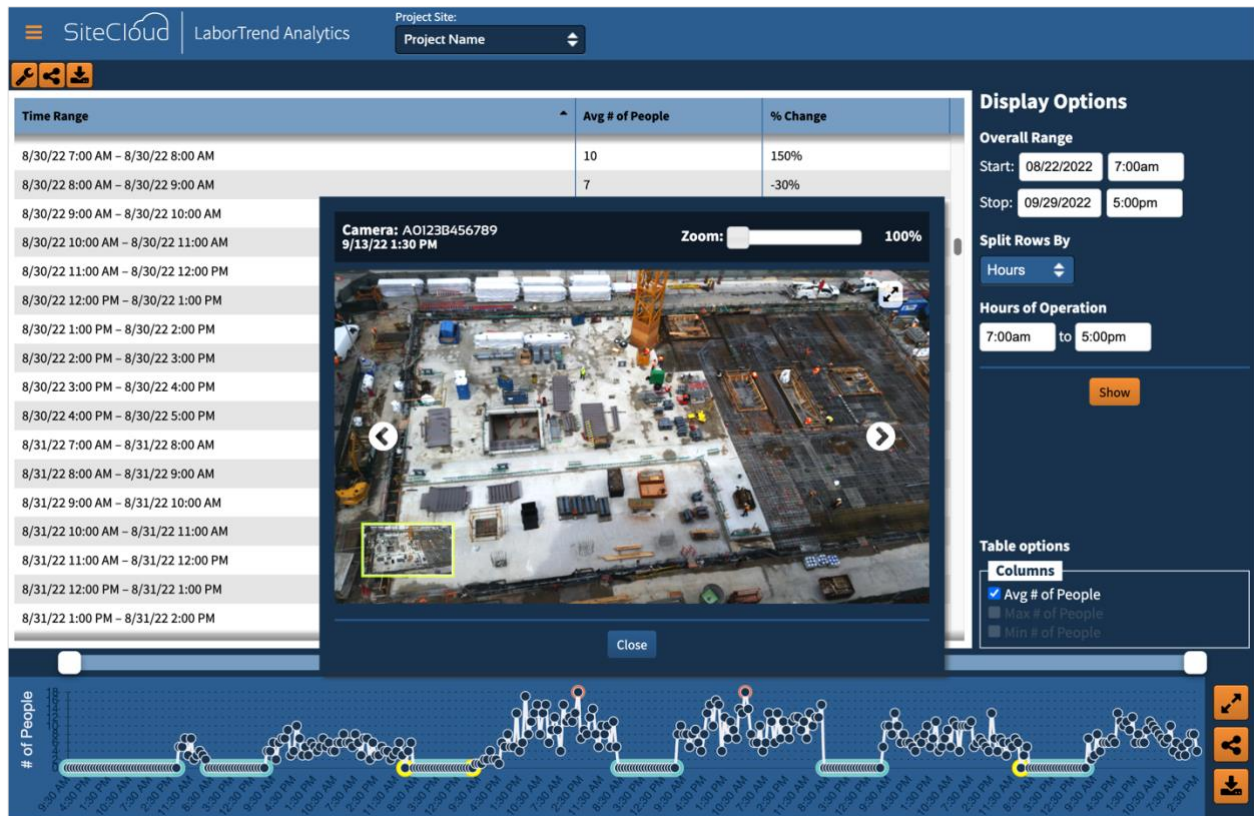 SiteCloud
LaborTrend Analytics
Project Site:
Project Name
Time Range
Avg # of People
% Change
8/30/22 7:00 AM – 8/30/22 8:00 AM
10
150%
8/30/22 8:00 AM – 8/30/22 9:00 AM
7
-30%
8/30/22 9:00 AM – 8/30/22 10:00 AM
8/30/22 10:00 AM – 8/30/22 11:00 AM
8/30/22 11:00 AM – 8/30/22 12:00 PM
8/30/22 12:00 PM – 8/30/22 1:00 PM
8/30/22 1:00 PM – 8/30/22 2:00 PM
8/30/22 2:00 PM – 8/30/22 3:00 PM
8/30/22 3:00 PM – 8/30/22 4:00 PM
8/30/22 4:00 PM – 8/30/22 5:00 PM
8/31/22 7:00 AM – 8/31/22 8:00 AM
8/31/22 8:00 AM – 8/31/22 9:00 AM
8/31/22 9:00 AM – 8/31/22 10:00 AM
8/31/22 10:00 AM – 8/31/22 11:00 AM
8/31/22 11:00 AM – 8/31/22 12:00 PM
8/31/22 12:00 PM – 8/31/22 1:00 PM
8/31/22 1:00 PM – 8/31/22 2:00 PM
Camera: AO123B456789
9/13/22 1:30 PM
Zoom:
100%
Close
Display Options
Overall Range
Start: 08/22/2022 7:00am
Stop: 09/29/2022 5:00pm
Split Rows By
Hours
Hours of Operation
7:00am to 5:00pm
Show
Table options
Columns
Avg # of People
Max # of People
Min # of People
# of People
18
0
9:30 AM
4:30 PM